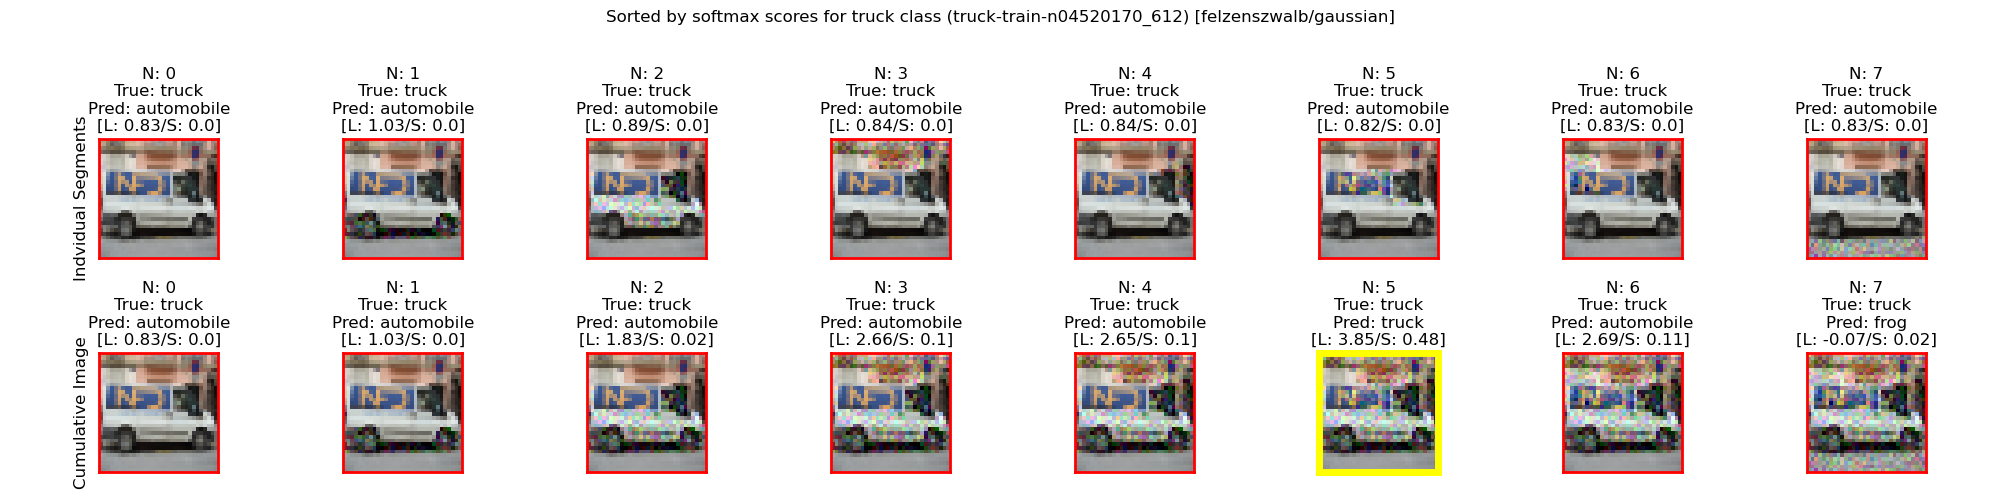 Sorted by softmax scores for truck class (truck-train-n04520170_612) [felzenszwalb/gaussian]
Indvidual Segments
N: 0
True: truck
Pred: automobile
[L: 0.83/S: 0.0]
N: 1
True: truck
Pred: automobile
[L: 1.03/S: 0.0]
N: 2
True: truck
Pred: automobile
[L: 0.89/S: 0.0]
N: 3
True: truck
Pred: automobile
[L: 0.84/S: 0.0]
N: 4
True: truck
Pred: automobile
[L: 0.84/S: 0.0]
N: 5
True: truck
Pred: automobile
[L: 0.82/S: 0.0]
N: 6
True: truck
Pred: automobile
[L: 0.83/S: 0.0]
N: 7
True: truck
Pred: automobile
[L: 0.83/S: 0.0]
Cumulative Image
N: 0
True: truck
Pred: automobile
[L: 0.83/S: 0.0]
N: 1
True: truck
Pred: automobile
[L: 1.03/S: 0.0]
N: 2
True: truck
Pred: automobile
[L: 1.83/S: 0.02]
N: 3
True: truck
Pred: automobile
[L: 2.66/S: 0.1]
N: 4
True: truck
Pred: automobile
[L: 2.65/S: 0.1]
N: 5
True: truck
Pred: truck
[L: 3.85/S: 0.48]
N: 6
True: truck
Pred: automobile
[L: 2.69/S: 0.11]
N: 7
True: truck
Pred: frog
[L: -0.07/S: 0.02]